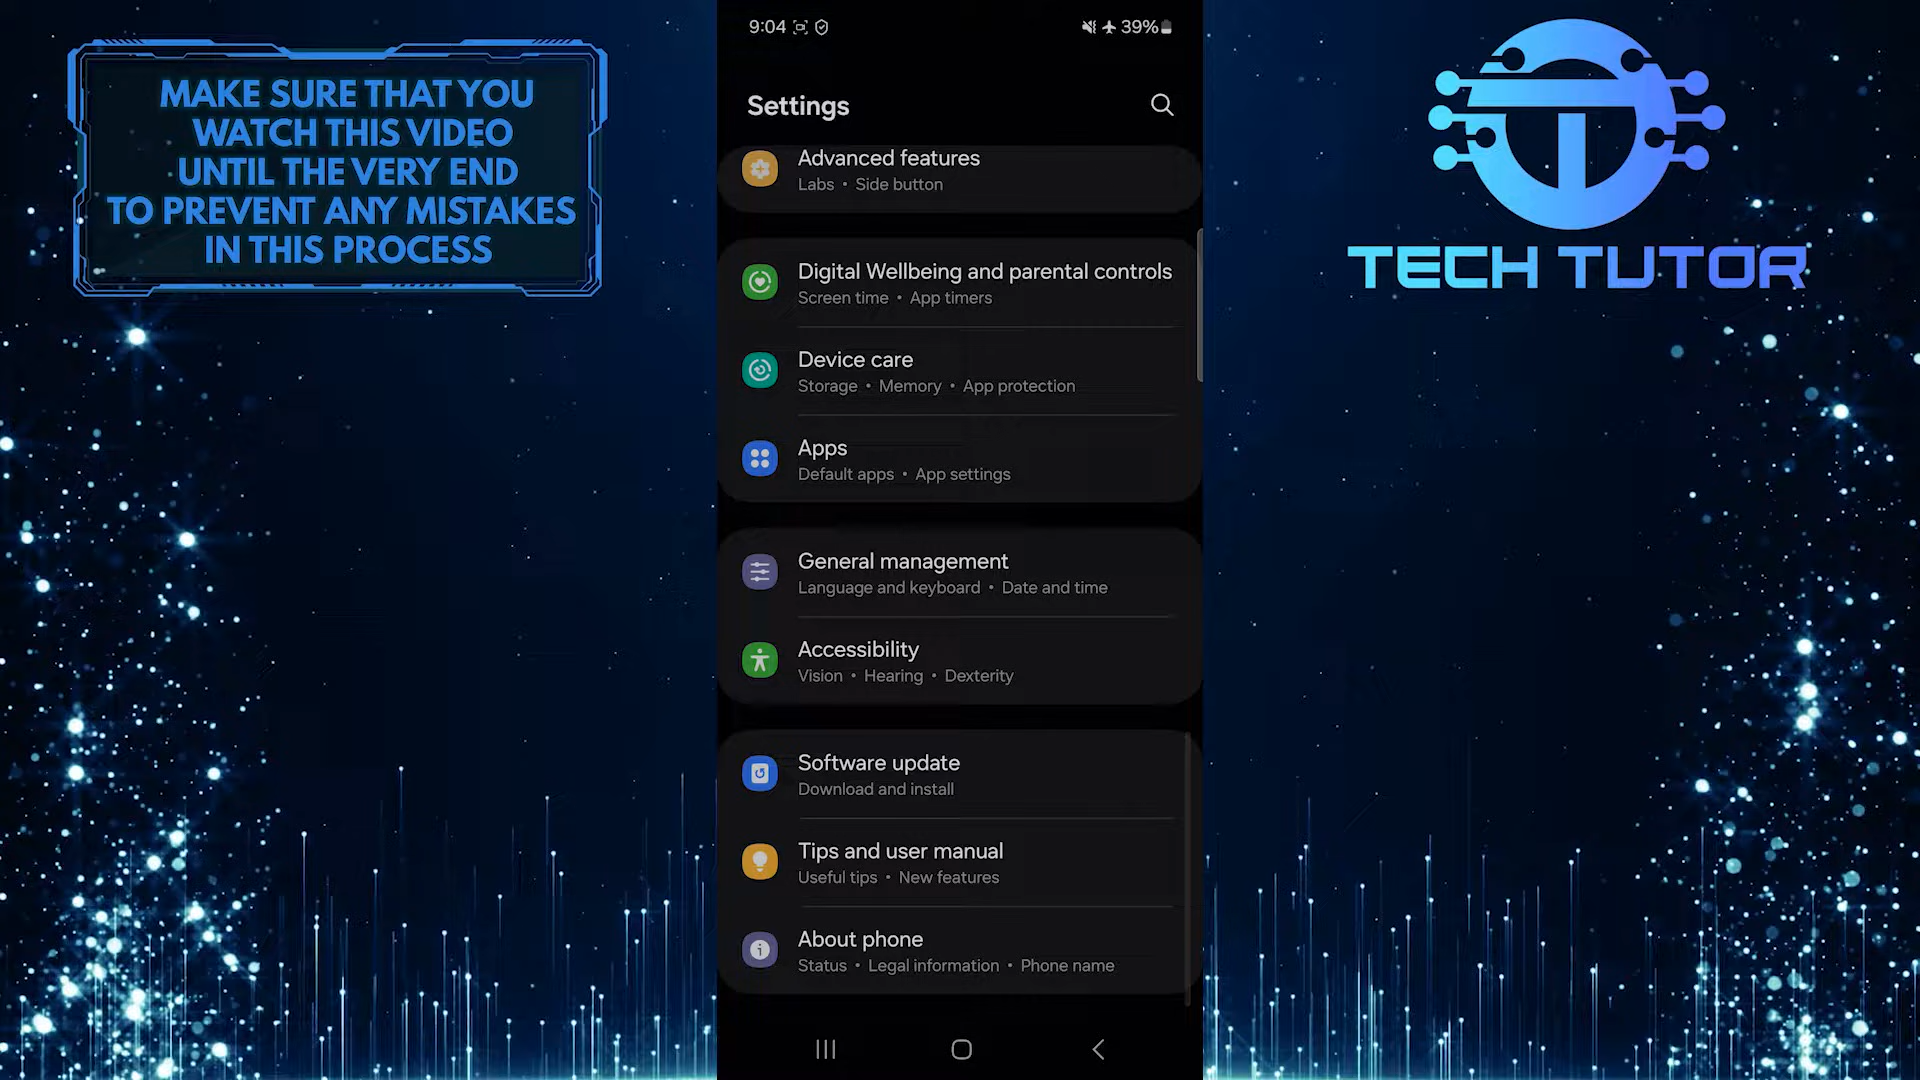 MAKE SURE THAT YOU
WATCH THIS VIDEO
UNTIL THE VERY END
TO PREVENT ANY MISTAKES
IN THIS PROCESS
9:04
39%
Settings
Advanced features
Labs • Side button
Digital Wellbeing and parental controls
Screen time • App timers
Device care
Storage • Memory • App protection
Apps
Default apps • App settings
General management
Language and keyboard • Date and time
Accessibility
Vision • Hearing • Dexterity
Software update
Download and install
Tips and user manual
Useful tips • New features
About phone
Status • Legal information • Phone name
TECH TUTOR